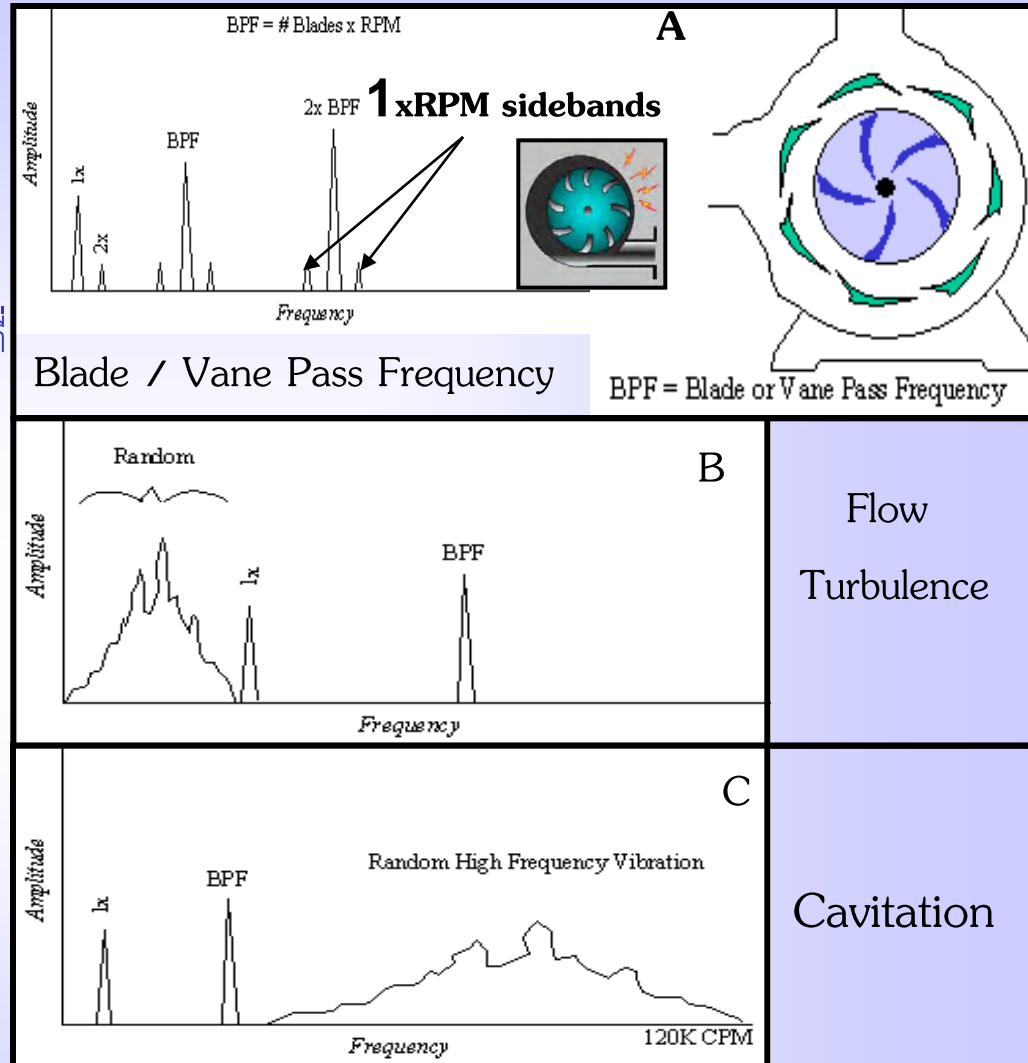 BPF = # Blades x RPM
A
Amplitude
1x
2x
BPF
2x BPF
1xRPM sidebands
Frequency
Blade / Vane Pass Frequency
BPF = Blade or Vane Pass Frequency
Random
B
Amplitude
1x
BPF
Frequency
Flow
Turbulence
C
Amplitude
1x
BPF
Random High Frequency Vibration
120K CPM
Frequency
Cavitation